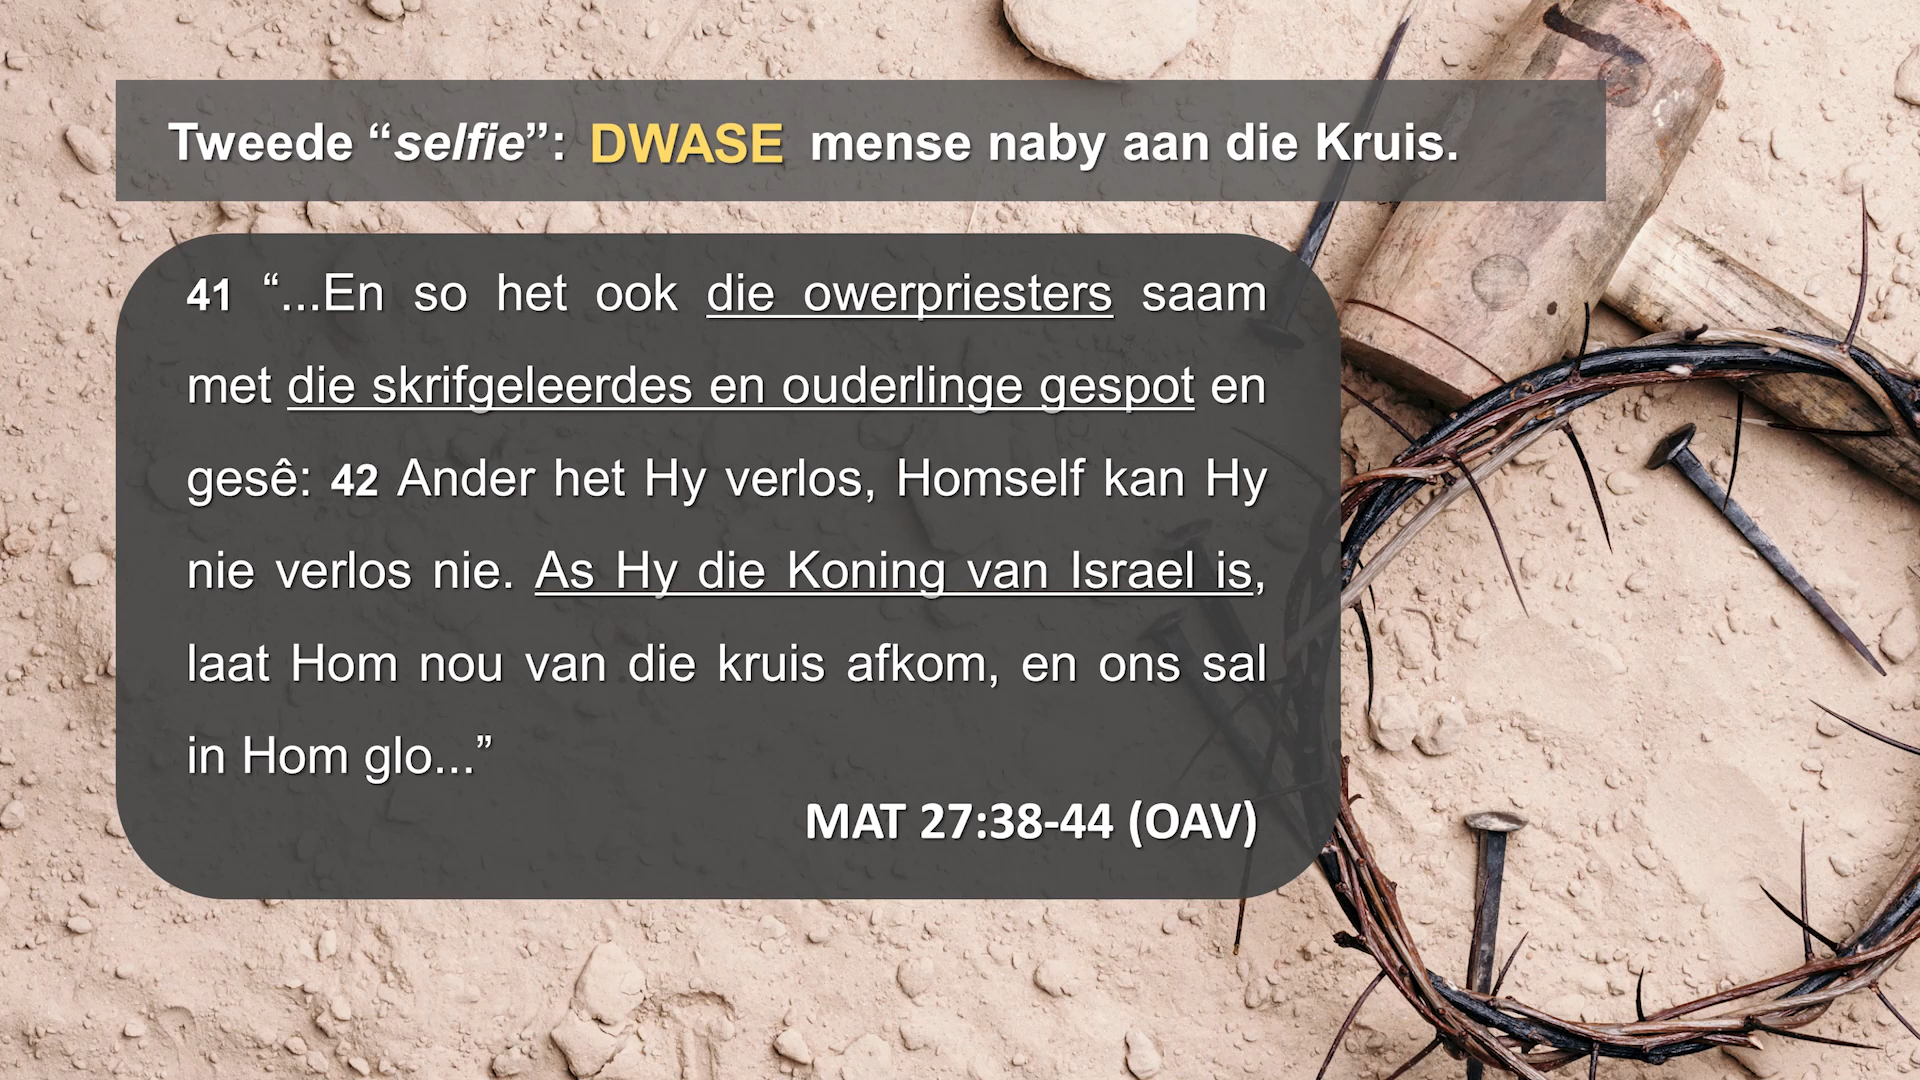 Tweede “selfie”: DWASE mense naby aan die Kruis.
41 “...En so het ook die owerpriesters saam
met die skrifgeleerdes en ouderlinge gespot en
gesê: 42 Ander het Hy verlos, Homself kan Hy
nie verlos nie. As Hy die Koning van Israel is,
laat Hom nou van die kruis afkom, en ons sal
in Hom glo...”
MAT 27:38-44 (OAV)